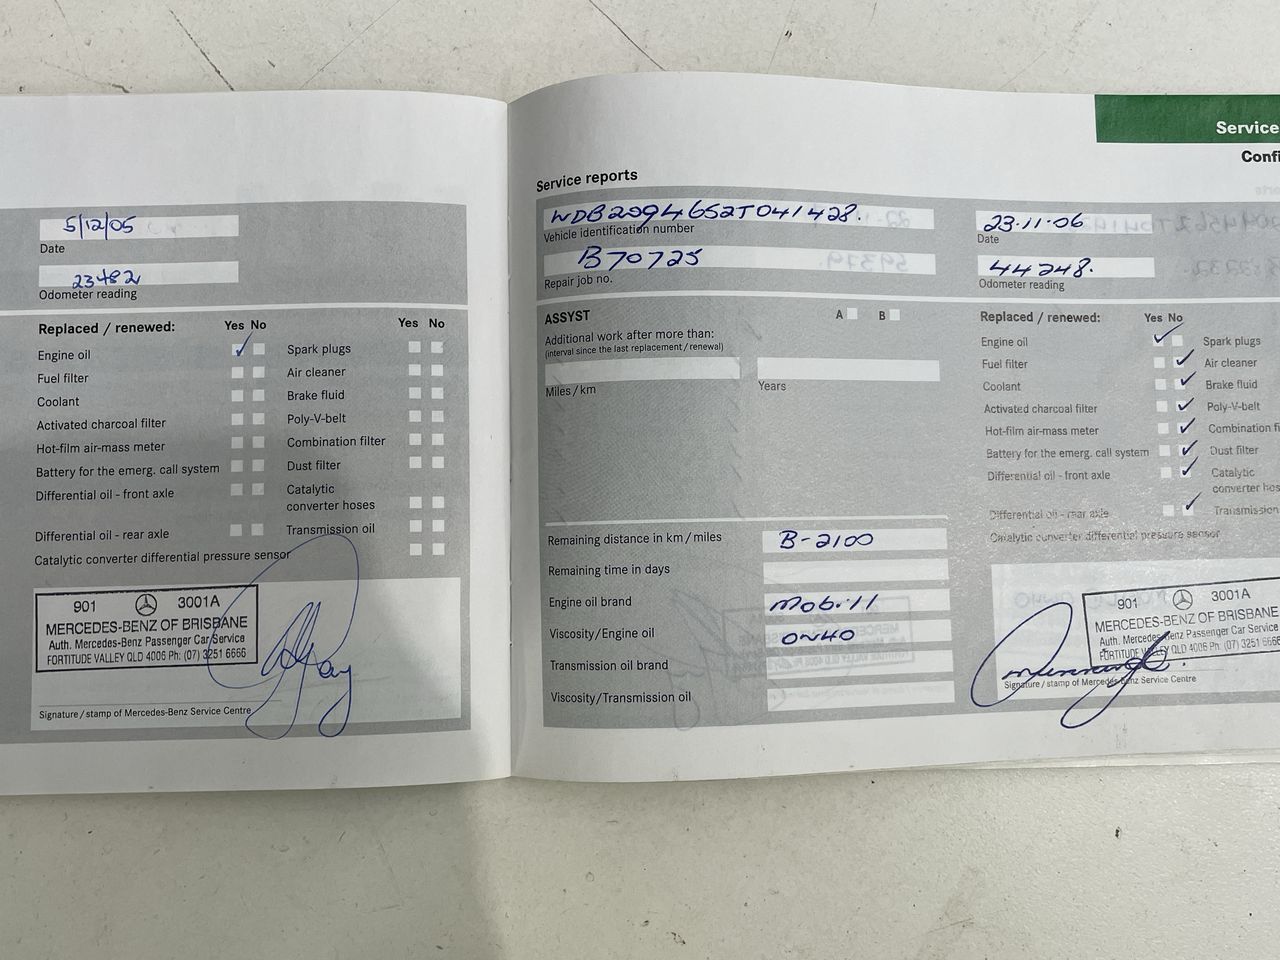 5/12/05
Date
23482
Odometer reading
Replaced / renewed: Yes No Yes No
Engine oil ✓ Spark plugs
Fuel filter Air cleaner
Coolant Brake fluid
Activated charcoal filter Poly-V-belt
Hot-film air-mass meter Combination filter
Battery for the emerg. call system Dust filter
Differential oil - front axle Catalytic
converter hoses
Differential oil - rear axle Transmission oil
Catalytic converter differential pressure sensor
901 3001A
MERCEDES-BENZ OF BRISBANE
Auth. Mercedes-Benz Passenger Car Service
FORTITUDE VALLEY QLD 4006 Ph: (07) 3251 6666
Signature / stamp of Mercedes-Benz Service Centre
Service
Confi
Service reports
WDB2094652T041428.
Vehicle identification number
B70725
Repair job no.
ASSYST A B
Additional work after more than:
(interval since the last replacement / renewal)
Miles / km Years
Remaining distance in km / miles B-2100
Remaining time in days
Engine oil brand Mobil 1
Viscosity/Engine oil 0W40
Transmission oil brand
Viscosity/Transmission oil
23.11.06
Date
44248.
Odometer reading
Replaced / renewed: Yes No
Engine oil ✓ Spark plugs
Fuel filter ✓ Air cleaner
Coolant ✓ Brake fluid
Activated charcoal filter ✓ Poly-V-belt
Hot-film air-mass meter ✓ Combination fi
Battery for the emerg. call system ✓ Dust filter
Differential oil - front axle ✓ Catalytic
converter hos
Differential oil - rear axle ✓ Transmission
Catalytic converter differential pressure sensor
901 3001A
MERCEDES-BENZ OF BRISBANE
Auth. Mercedes-Benz Passenger Car Service
FORTITUDE VALLEY QLD 4006 Ph: (07) 3251 6666
Signature / stamp of Mercedes-Benz Service Centre